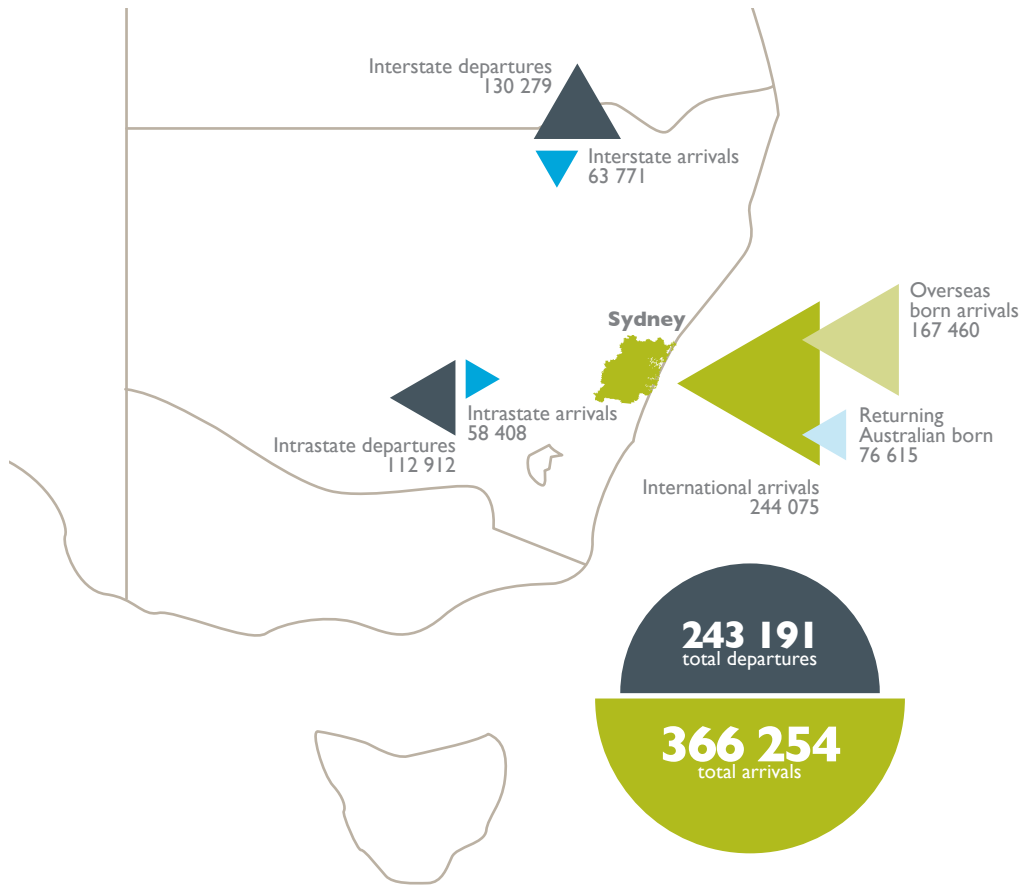 Interstate departures
130 279
Interstate arrivals
63 771
Overseas
born arrivals
167 460
Sydney
Intrastate arrivals
58 408
Intrastate departures
112 912
Returning
Australian born
76 615
International arrivals
244 075
243 191
total departures
366 254
total arrivals